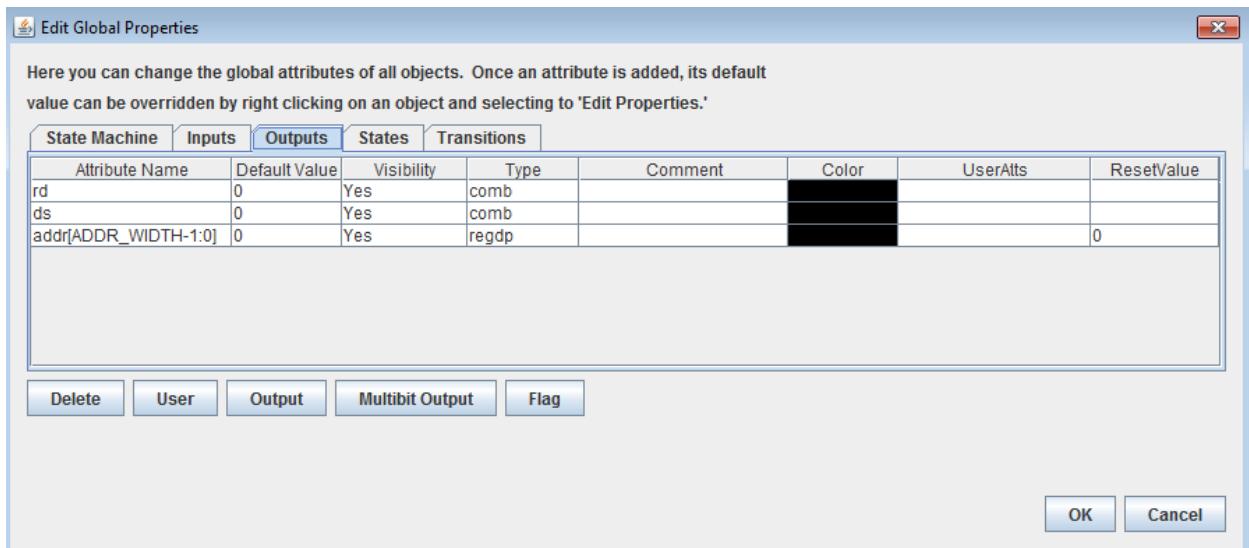 Edit Global Properties
Here you can change the global attributes of all objects. Once an attribute is added, its default
value can be overridden by right clicking on an object and selecting to 'Edit Properties.'
State Machine Inputs Outputs States Transitions
Attribute Name Default Value Visibility Type Comment Color UserAtts ResetValue
rd 0 Yes comb
ds 0 Yes comb
addr[ADDR_WIDTH-1:0] 0 Yes regdp 0
Delete User Output Multibit Output Flag
OK Cancel